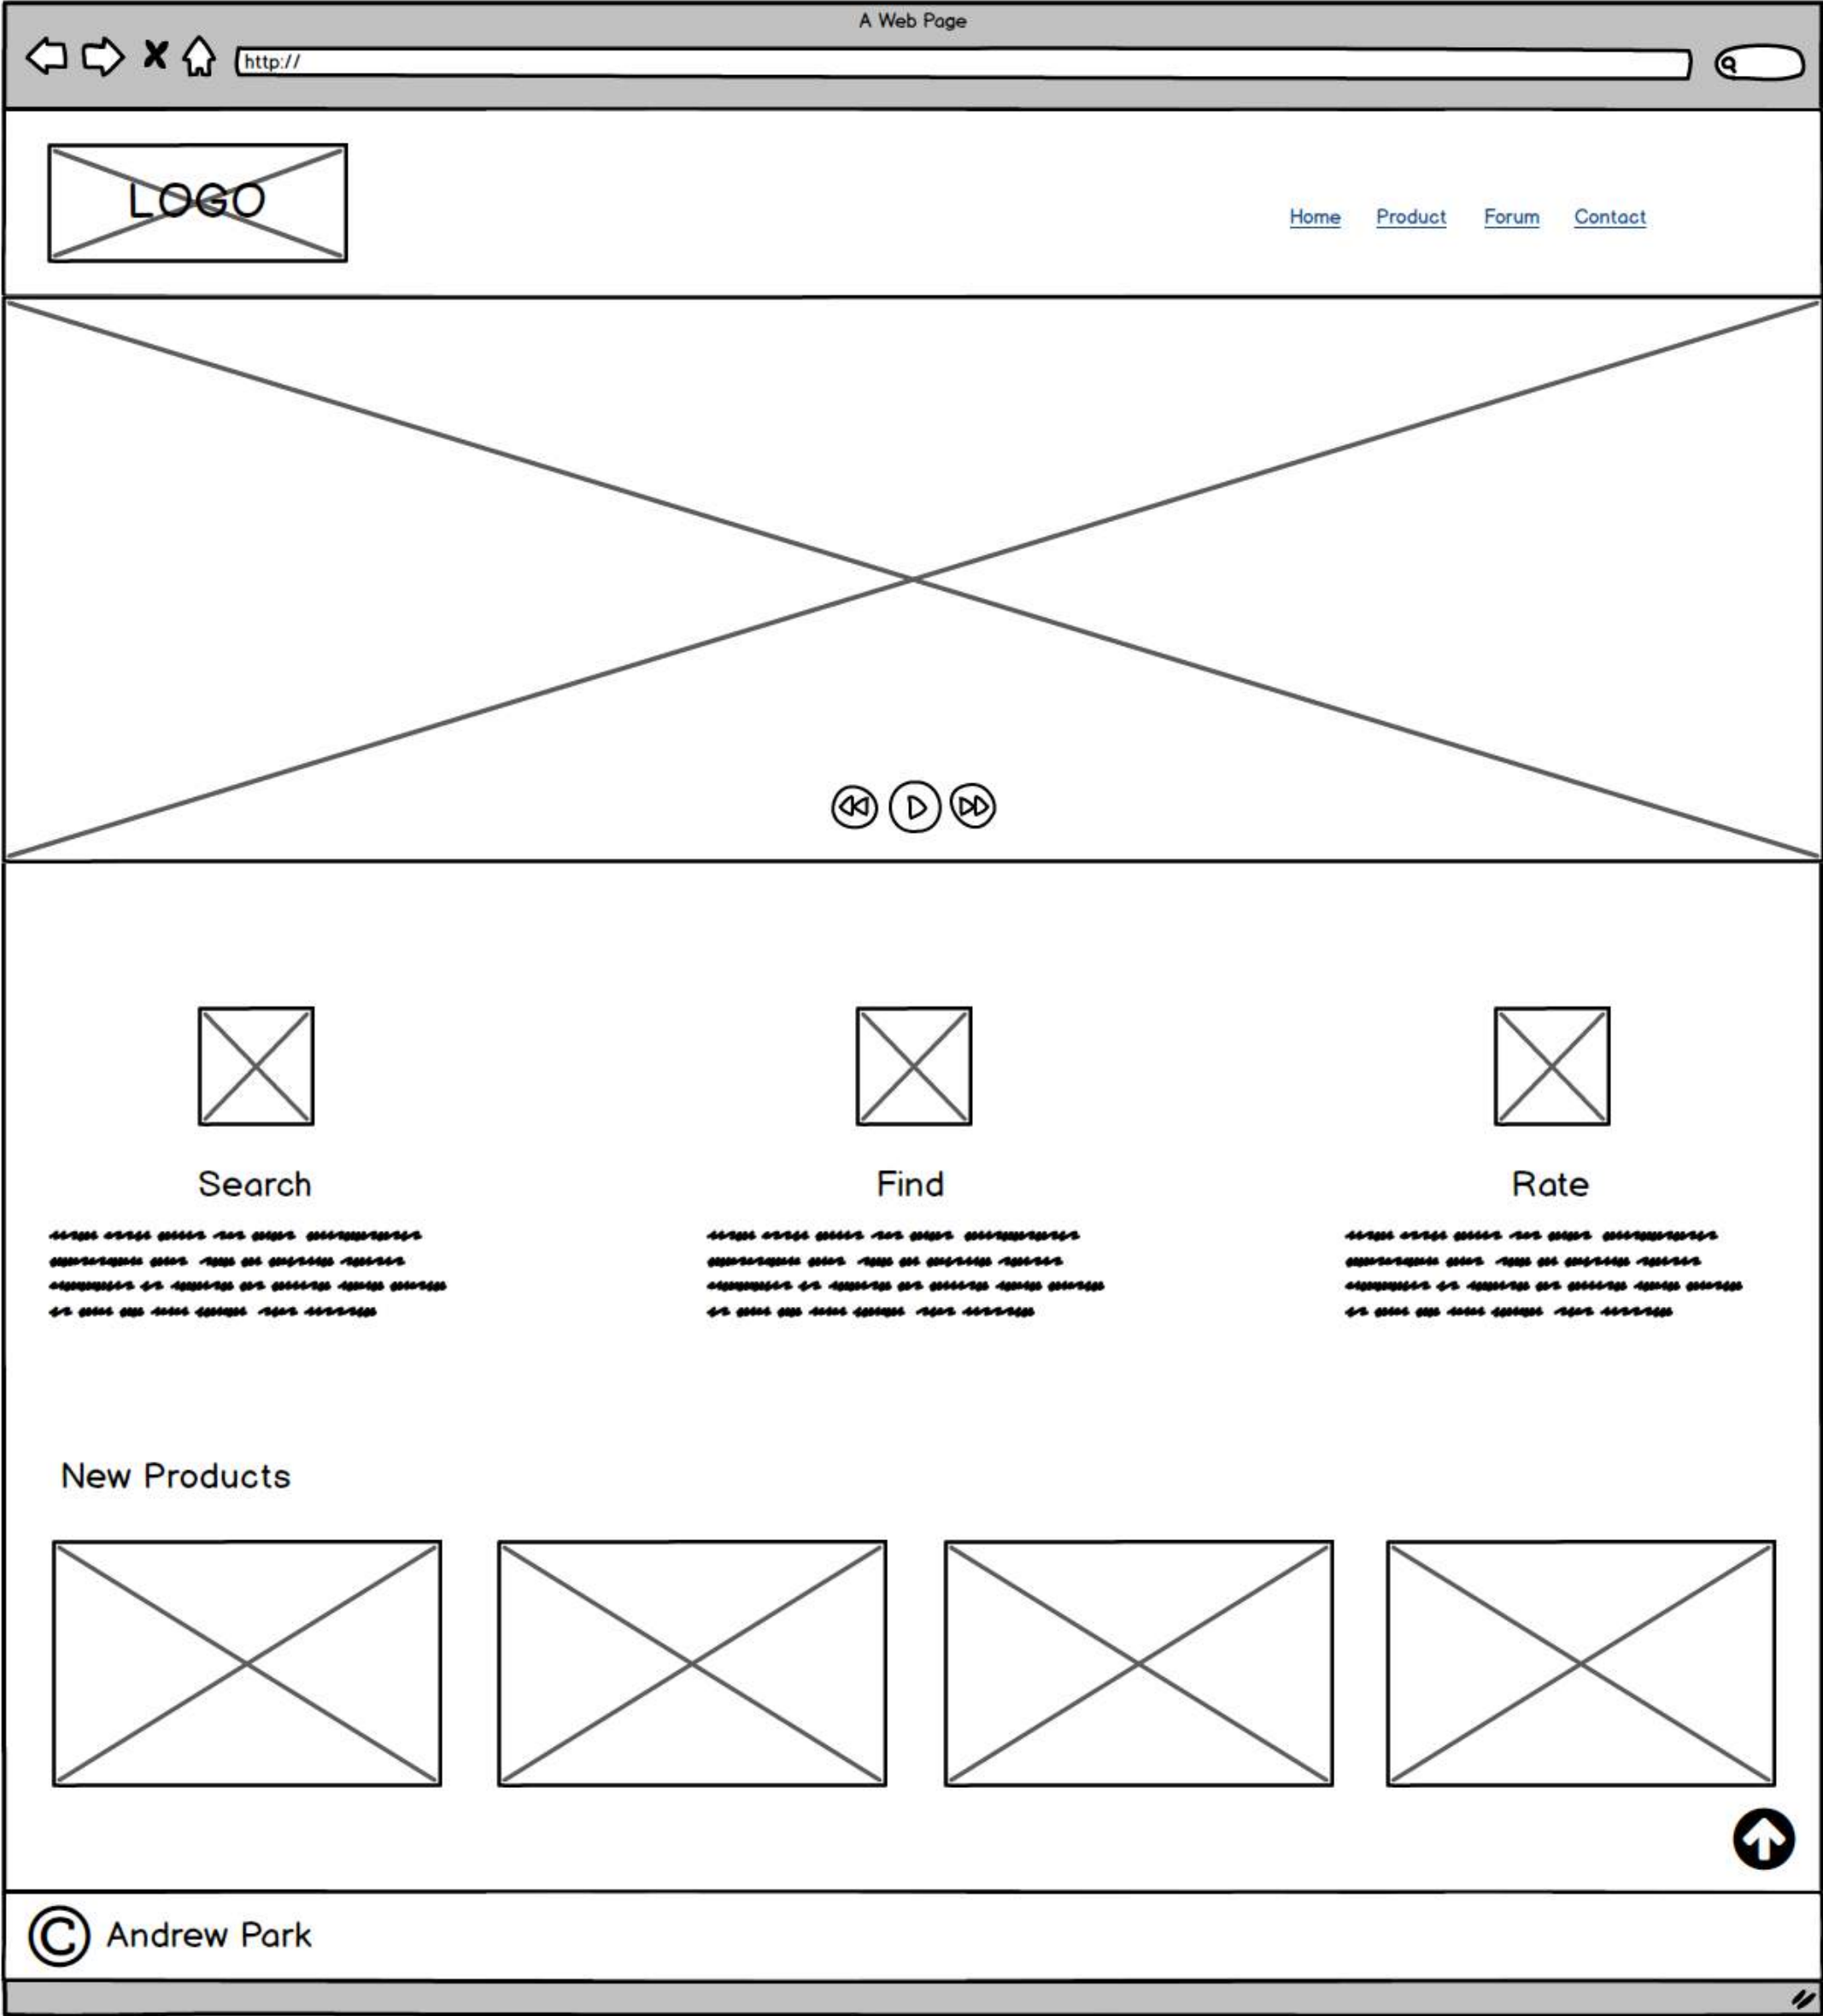 A Web Page
http://
LOGO
Home Product Forum Contact
Search Find Rate
New Products
© Andrew Park